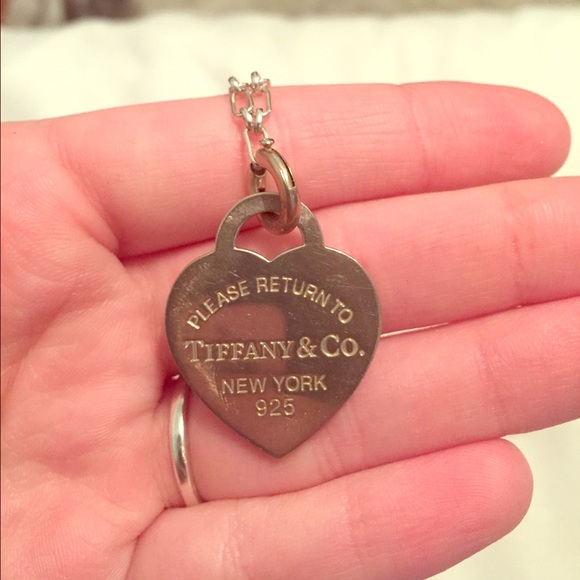 PLEASE RETURN TO
TIFFANY & CO.
NEW YORK
925